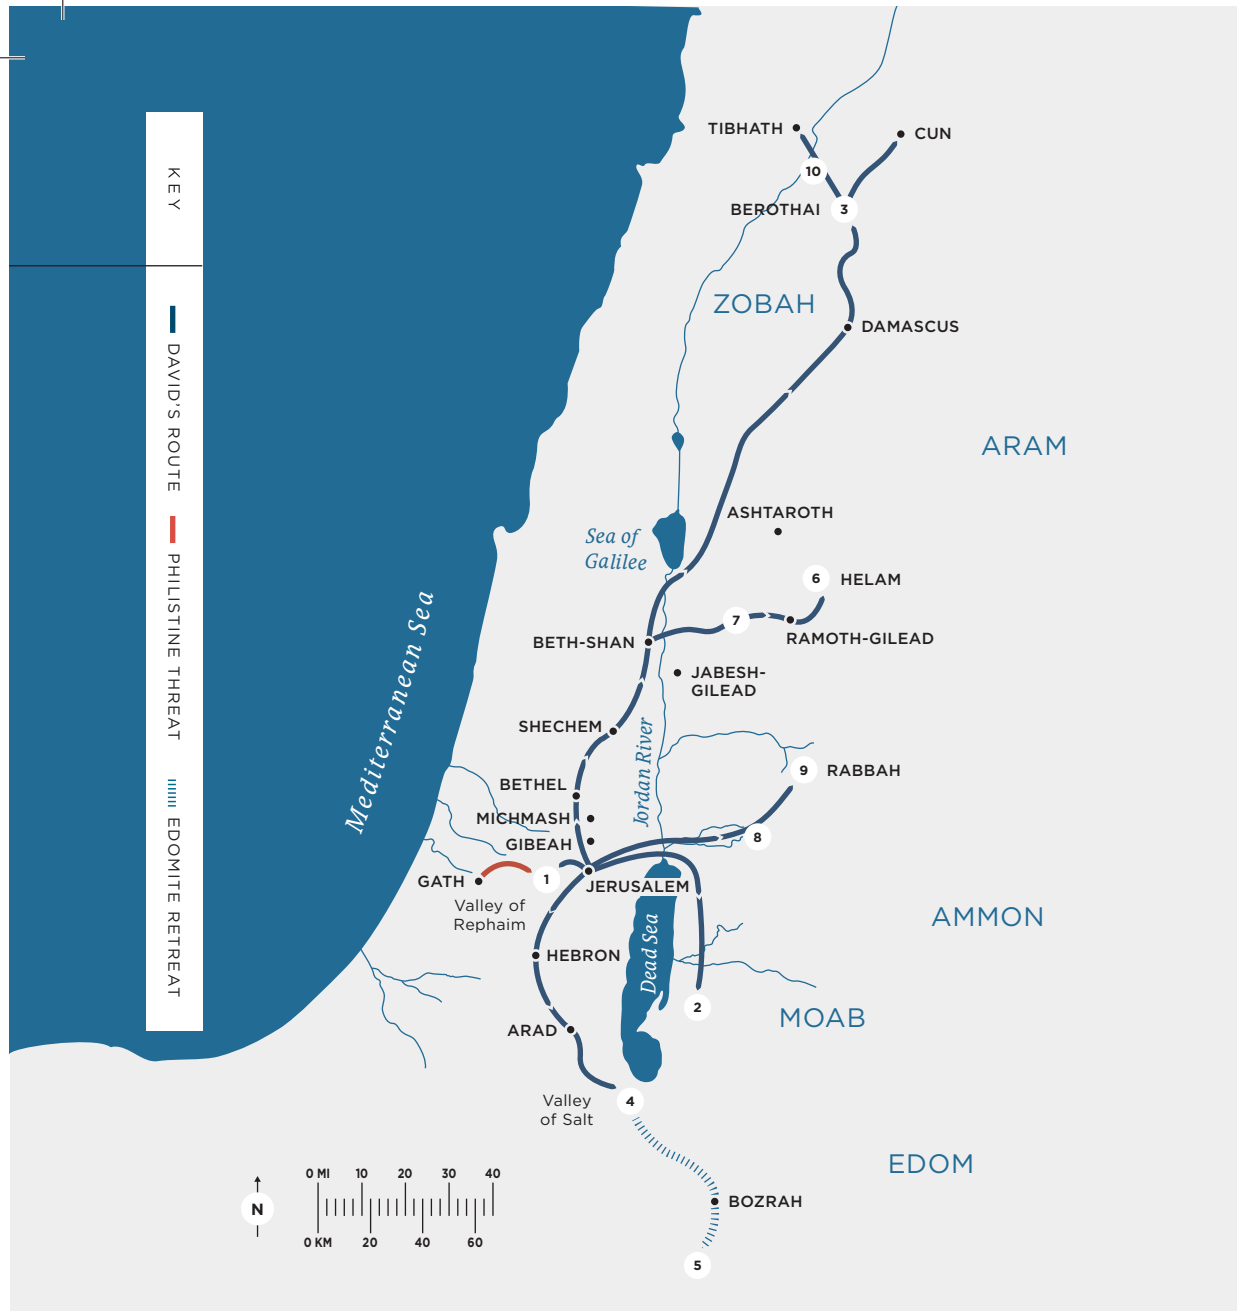 KEY
DAVID'S ROUTE
PHILISTINE THREAT
EDOMITE RETREAT
TIBHATH
CUN
10
BEROTHAI
3
ZOBAH
DAMASCUS
ARAM
ASHTAROTH
Sea of
Galilee
6
HELAM
7
RAMOTH-GILEAD
BETH-SHAN
JABESH-
GILEAD
Mediterranean Sea
SHECHEM
Jordan River
9
RABBAH
BETHEL
MICHMASH
GIBEAH
8
GATH
1
JERUSALEM
Valley of
Rephaim
AMMON
HEBRON
Dead Sea
2
MOAB
ARAD
Valley
of Salt
4
EDOM
BOZRAH
5
N
0 MI 10 20 30 40
0 KM 20 40 60